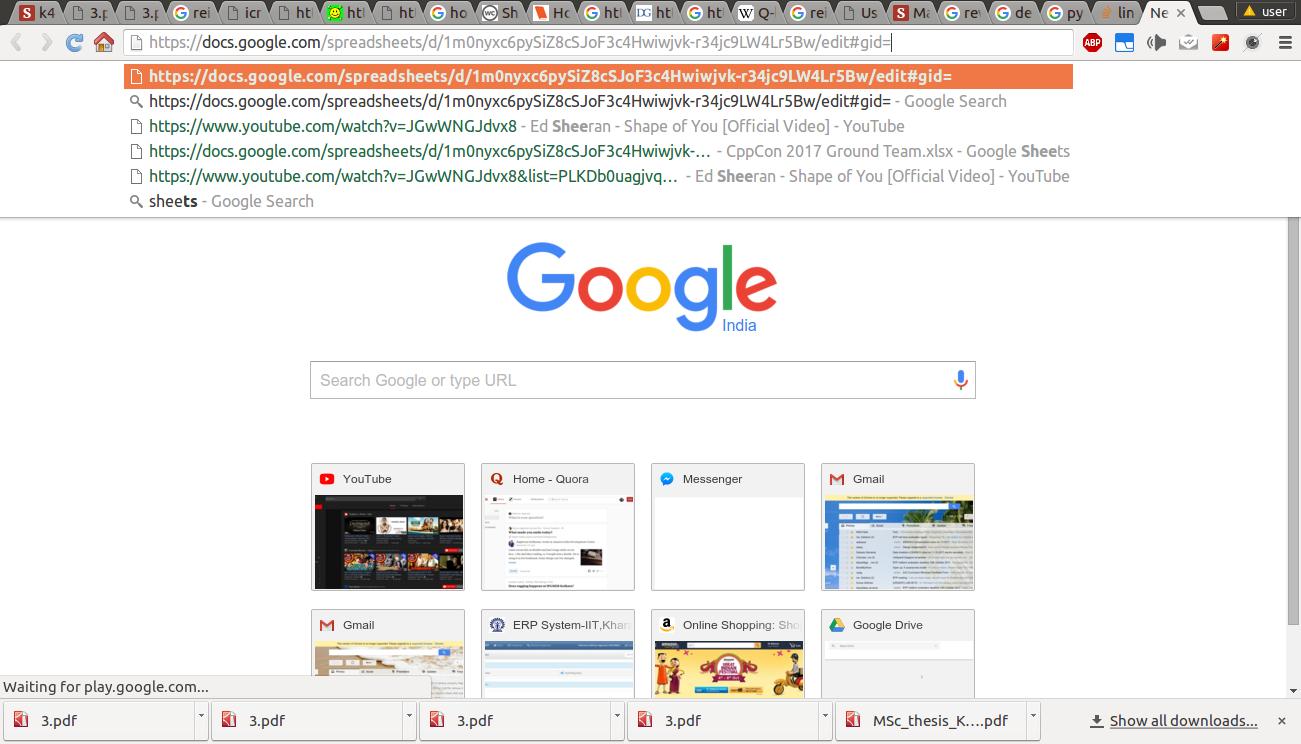 k4 3.p 3.p rei icr ht ht ht ho Sh Ho htt ht ht Q- rei Us Ma re de py lin Ne user
https://docs.google.com/spreadsheets/d/1m0nyxc6pySiZ8cSJoF3c4Hwiwjvk-r34jc9LW4Lr5Bw/edit#gid=
ABP
https://docs.google.com/spreadsheets/d/1m0nyxc6pySiZ8cSJoF3c4Hwiwjvk-r34jc9LW4Lr5Bw/edit#gid=
https://docs.google.com/spreadsheets/d/1m0nyxc6pySiZ8cSJoF3c4Hwiwjvk-r34jc9LW4Lr5Bw/edit#gid= - Google Search
https://www.youtube.com/watch?v=JGwWNGJdvx8 - Ed Sheeran - Shape of You [Official Video] - YouTube
https://docs.google.com/spreadsheets/d/1m0nyxc6pySiZ8cSJoF3c4Hwiwjvk-... - CppCon 2017 Ground Team.xlsx - Google Sheets
https://www.youtube.com/watch?v=JGwWNGJdvx8&list=PLKDb0uagjvq... - Ed Sheeran - Shape of You [Official Video] - YouTube
sheets - Google Search
Google
India
Search Google or type URL
YouTube Home - Quora Messenger Gmail
Gmail ERP System-IIT,Khar Online Shopping: Sho Google Drive
Waiting for play.google.com...
3.pdf 3.pdf 3.pdf 3.pdf MSc_thesis_K....pdf Show all downloads...